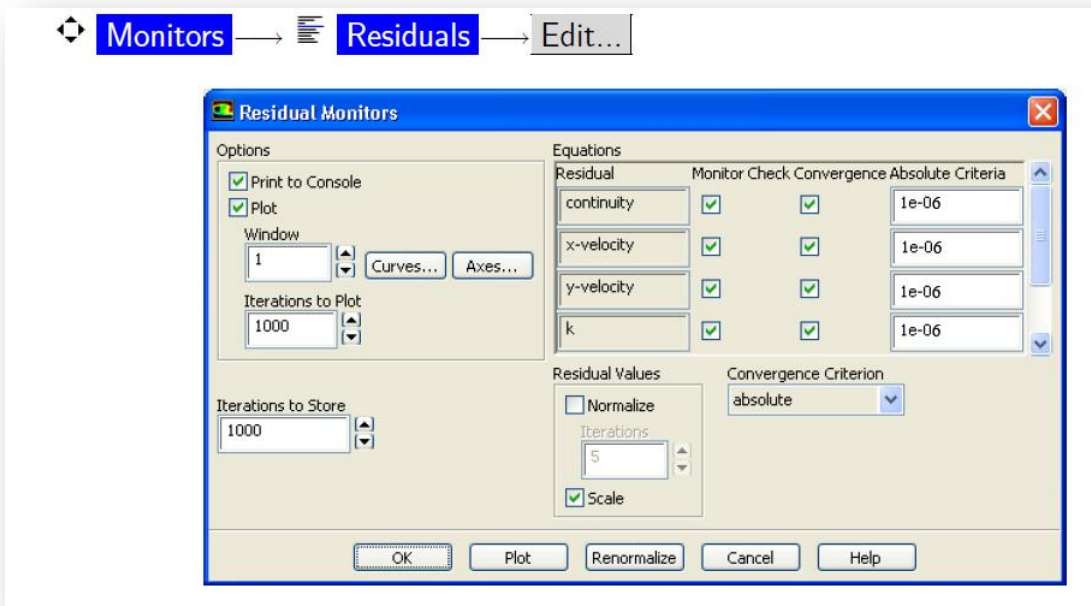 Monitors → Residuals → Edit...
Residual Monitors
Options
Print to Console
Plot
Window
1
Curves... Axes...
Iterations to Plot
1000
Iterations to Store
1000
Equations
Residual Monitor Check Convergence Absolute Criteria
continuity 1e-06
x-velocity 1e-06
y-velocity 1e-06
k 1e-06
Residual Values
Normalize
Iterations
5
Scale
Convergence Criterion
absolute
OK Plot Renormalize Cancel Help